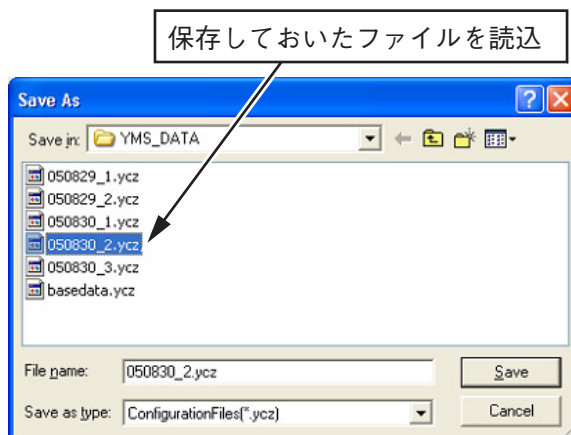 保存しておいたファイルを読込
Save As
Save in: YMS_DATA
050829_1.ycz
050829_2.ycz
050830_1.ycz
050830_2.ycz
050830_3.ycz
basedata.ycz
File name: 050830_2.ycz Save
Save as type: ConfigurationFiles(*.ycz) Cancel